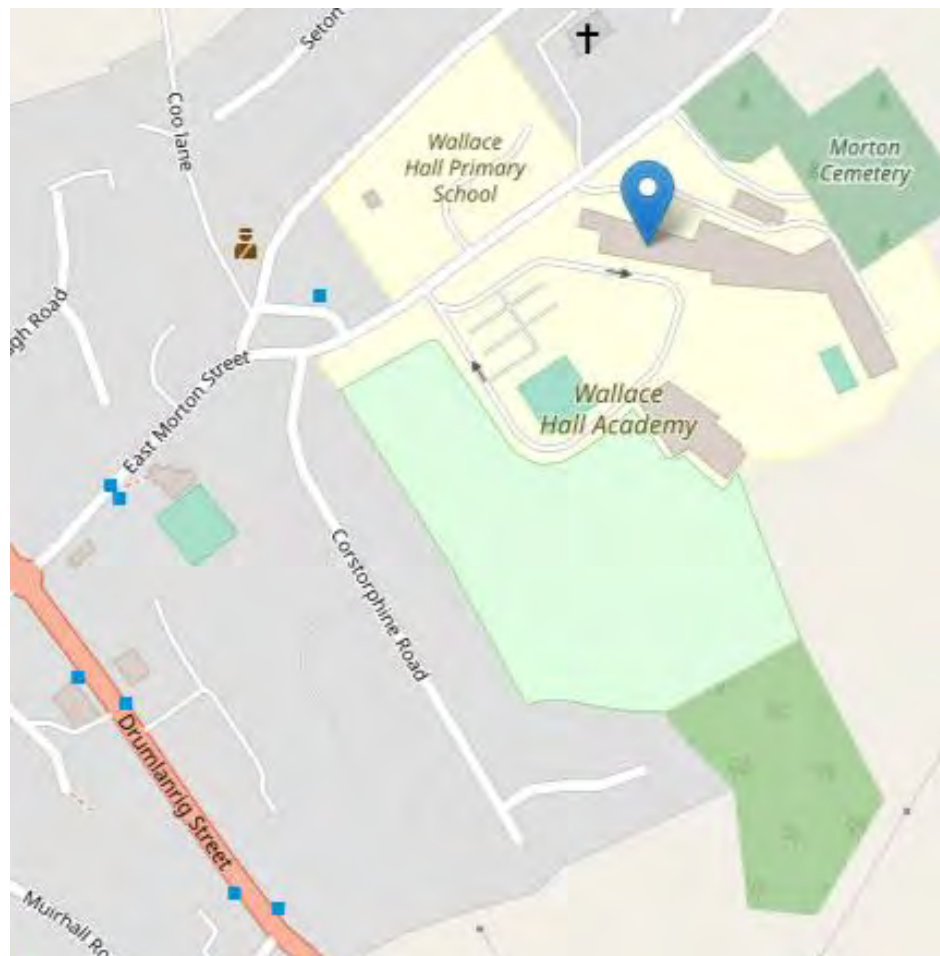 Seton
Coo lane
Wallace
Hall Primary
School
Morton
Cemetery
ugh Road
East Morton Street
Wallace
Hall Academy
Corstorphine Road
Drumlanrig Street
Muirhall Ro